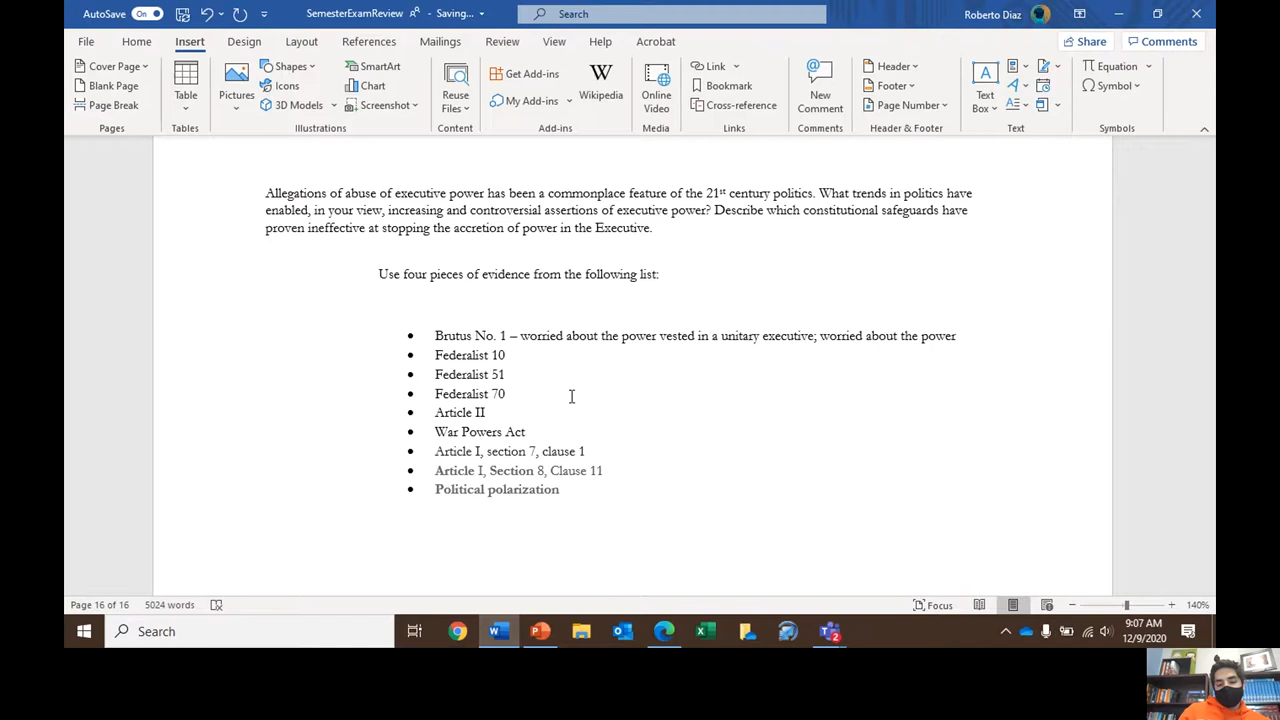 AutoSave On SemesterExamReview Saving... Search Roberto Diaz
File Home Insert Design Layout References Mailings Review View Help Acrobat Share Comments
Cover Page
Blank Page
Page Break
Pages
Table
Tables
Pictures
Shapes
Icons
3D Models
SmartArt
Chart
Screenshot
Illustrations
Reuse
Files
Content
Get Add-ins
My Add-ins
Wikipedia
Add-ins
Online
Video
Media
Link
Bookmark
Cross-reference
Links
New
Comment
Comments
Header
Footer
Page Number
Header & Footer
Text
Box
Text
Equation
Symbol
Symbols
Allegations of abuse of executive power has been a commonplace feature of the 21st century politics. What trends in politics have
enabled, in your view, increasing and controversial assertions of executive power? Describe which constitutional safeguards have
proven ineffective at stopping the accretion of power in the Executive.
Use four pieces of evidence from the following list:
• Brutus No. 1 – worried about the power vested in a unitary executive; worried about the power
• Federalist 10
• Federalist 51
• Federalist 70
• Article II
• War Powers Act
• Article I, section 7, clause 1
• Article I, Section 8, Clause 11
• Political polarization
Page 16 of 16 5024 words Focus 140%
Search
9:07 AM
12/9/2020